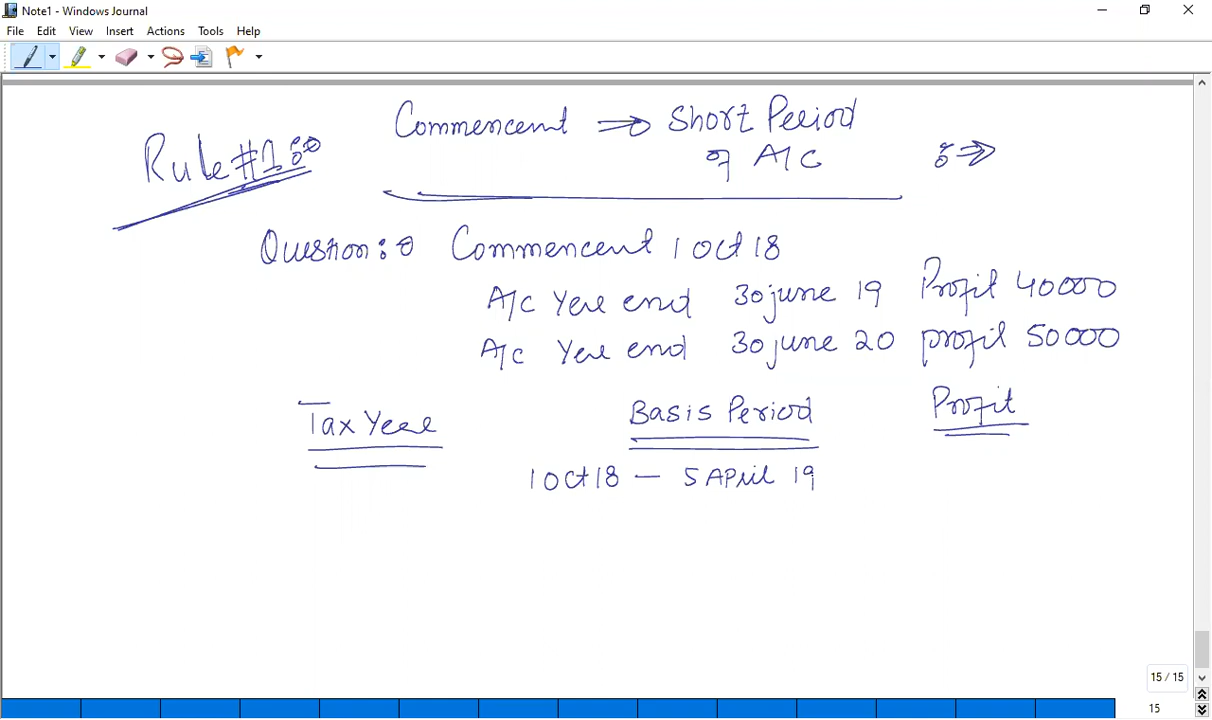 Note1 - Windows Journal
File Edit View Insert Actions Tools Help
Commencent ⇒ Short Period
of A/C
Rule#1:
Question: Commencent 1 Oct 18
A/c Year end 30 june 19 Profit 40000
A/c Year end 30 june 20 profit 50000
Tax Year Basis Period Profit
1 Oct 18 — 5 April 19
15 / 15
15